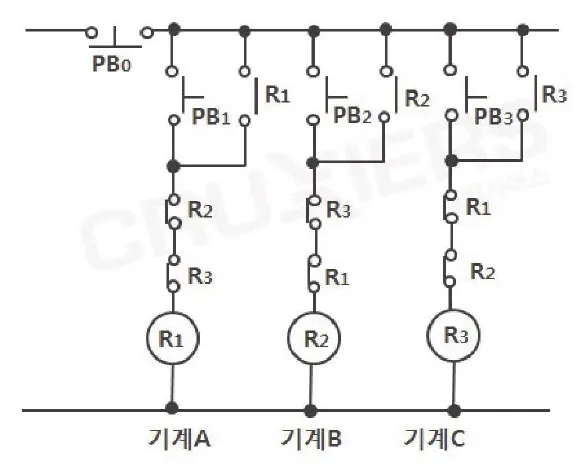 PB0
PB1 R1 PB2 R2 PB3 R3
R2 R3 R1
R3 R1 R2
R1 R2 R3
기계A 기계B 기계C
CRUXIERS